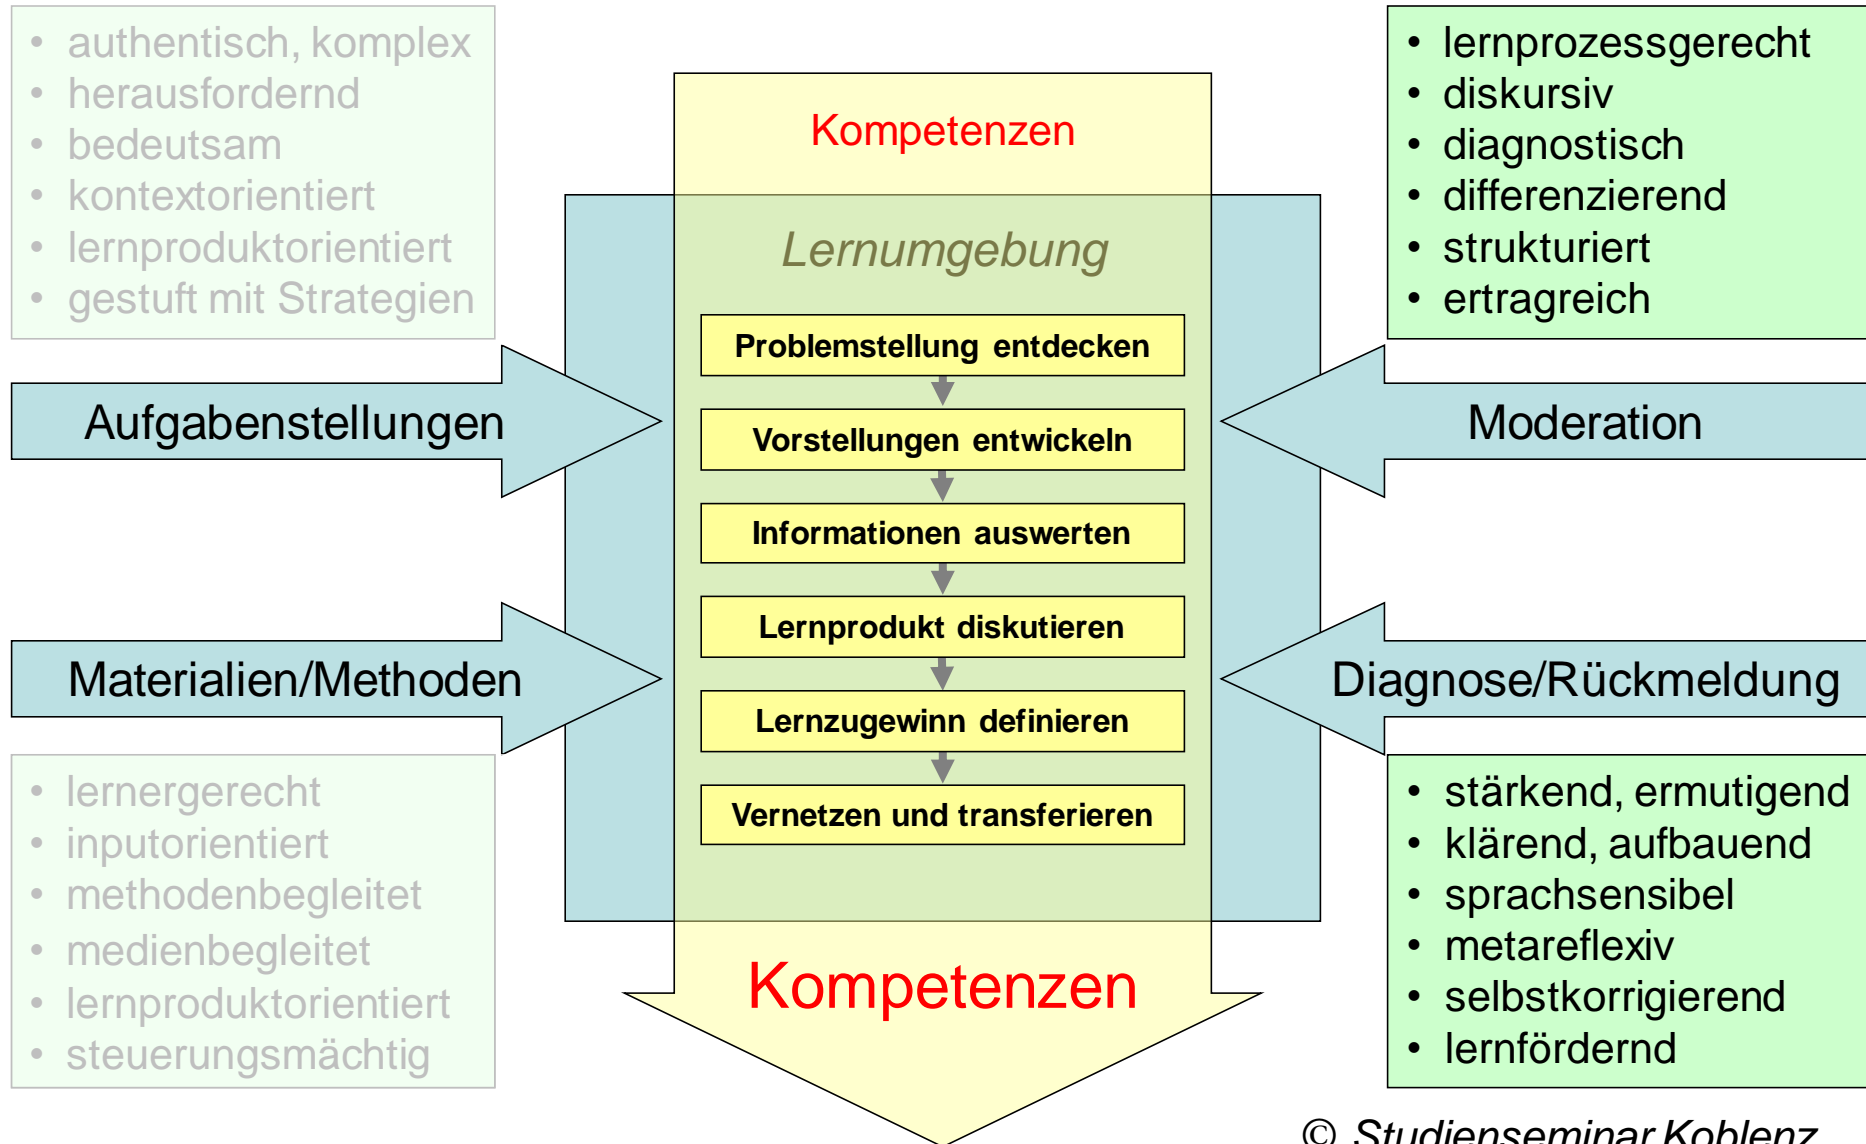 • authentisch, komplex
• herausfordernd
• bedeutsam
• kontextorientiert
• lernproduktorientiert
• gestuft mit Strategien
Aufgabenstellungen
Materialien/Methoden
• lernergerecht
• inputorientiert
• methodenbegleitet
• medienbegleitet
• lernproduktorientiert
• steuerungsmächtig
Kompetenzen
Lernumgebung
Problemstellung entdecken
Vorstellungen entwickeln
Informationen auswerten
Lernprodukt diskutieren
Lernzugewinn definieren
Vernetzen und transferieren
Kompetenzen
• lernprozessgerecht
• diskursiv
• diagnostisch
• differenzierend
• strukturiert
• ertragreich
Moderation
Diagnose/Rückmeldung
• stärkend, ermutigend
• klärend, aufbauend
• sprachsensibel
• metareflexiv
• selbstkorrigierend
• lernfördernd
© Studienseminar Koblenz